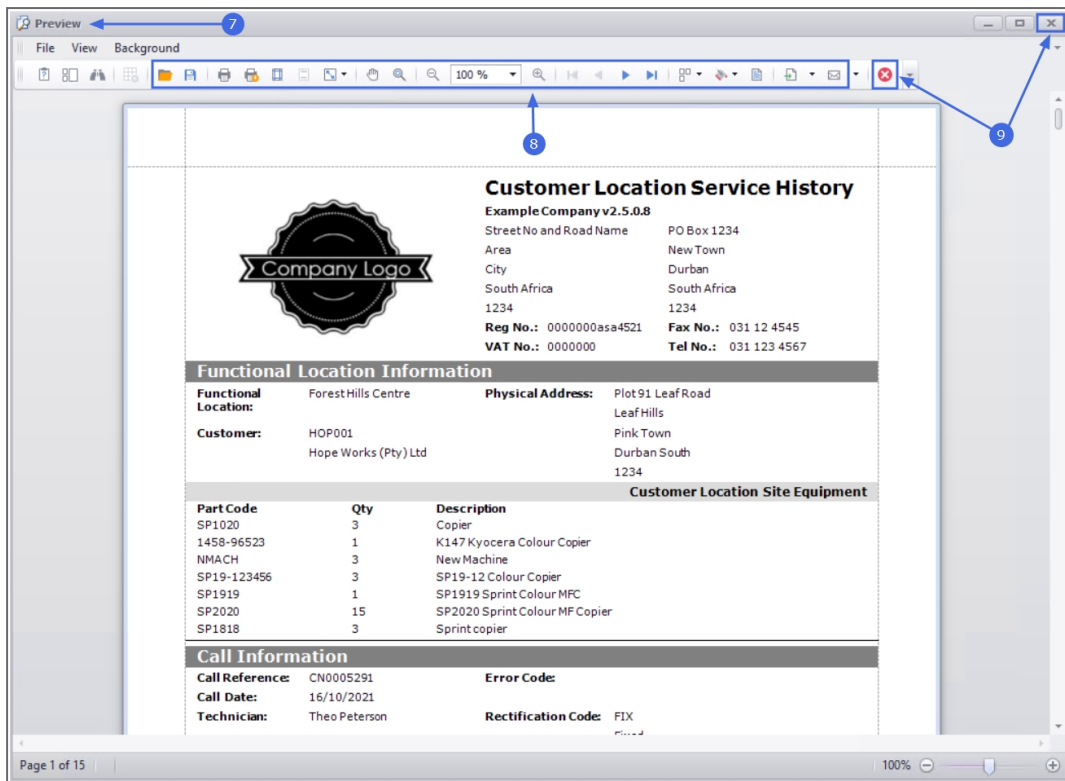 Preview
7
File View Background
100 %
8
9
Customer Location Service History
Example Company v2.5.0.8
Street No and Road Name PO Box 1234
Area New Town
City Durban
South Africa South Africa
1234 1234
Reg No.: 0000000asa4521 Fax No.: 031 12 4545
VAT No.: 0000000 Tel No.: 031 123 4567
Company Logo
Functional Location Information
Functional Location: Forest Hills Centre Physical Address: Plot 91 Leaf Road
Leaf Hills
Customer: HOP001 Pink Town
Hope Works (Pty) Ltd Durban South
1234
Customer Location Site Equipment
Part Code Qty Description
SP1020 3 Copier
1458-96523 1 K147 Kyocera Colour Copier
NMACH 3 New Machine
SP19-123456 3 SP19-12 Colour Copier
SP1919 1 SP1919 Sprint Colour MFC
SP2020 15 SP2020 Sprint Colour MF Copier
SP1818 3 Sprint copier
Call Information
Call Reference: CN0005291 Error Code:
Call Date: 16/10/2021
Technician: Theo Peterson Rectification Code: FIX
Page 1 of 15 100%